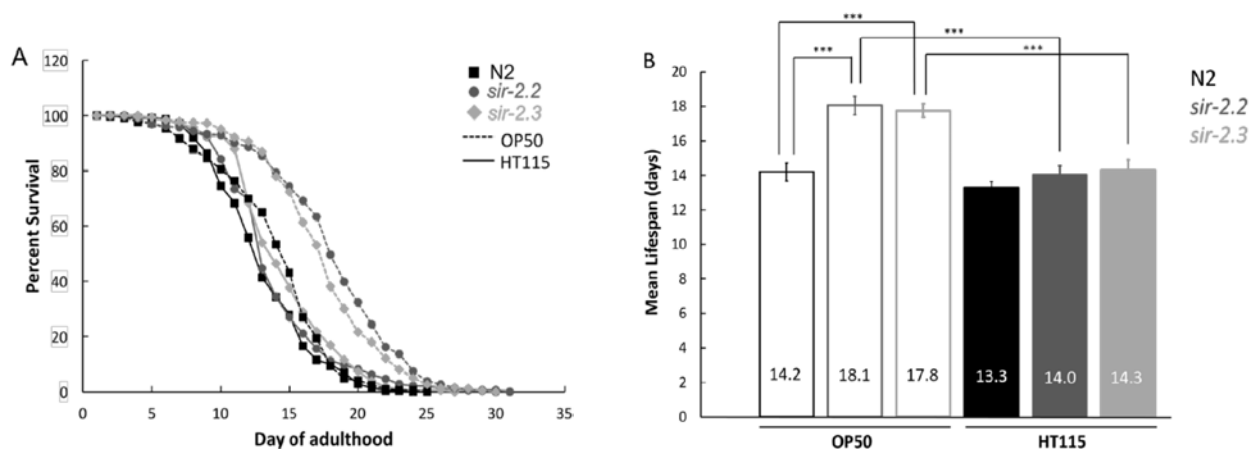 A
120
100
80
60
40
20
0
Percent Survival
0 5 10 15 20 25 30 35
Day of adulthood
N2
sir-2.2
sir-2.3
OP50
HT115
B
20
18
16
14
12
10
8
6
4
2
0
Mean Lifespan (days)
***
***
***
***
14.2 18.1 17.8 13.3 14.0 14.3
OP50 HT115
N2
sir-2.2
sir-2.3